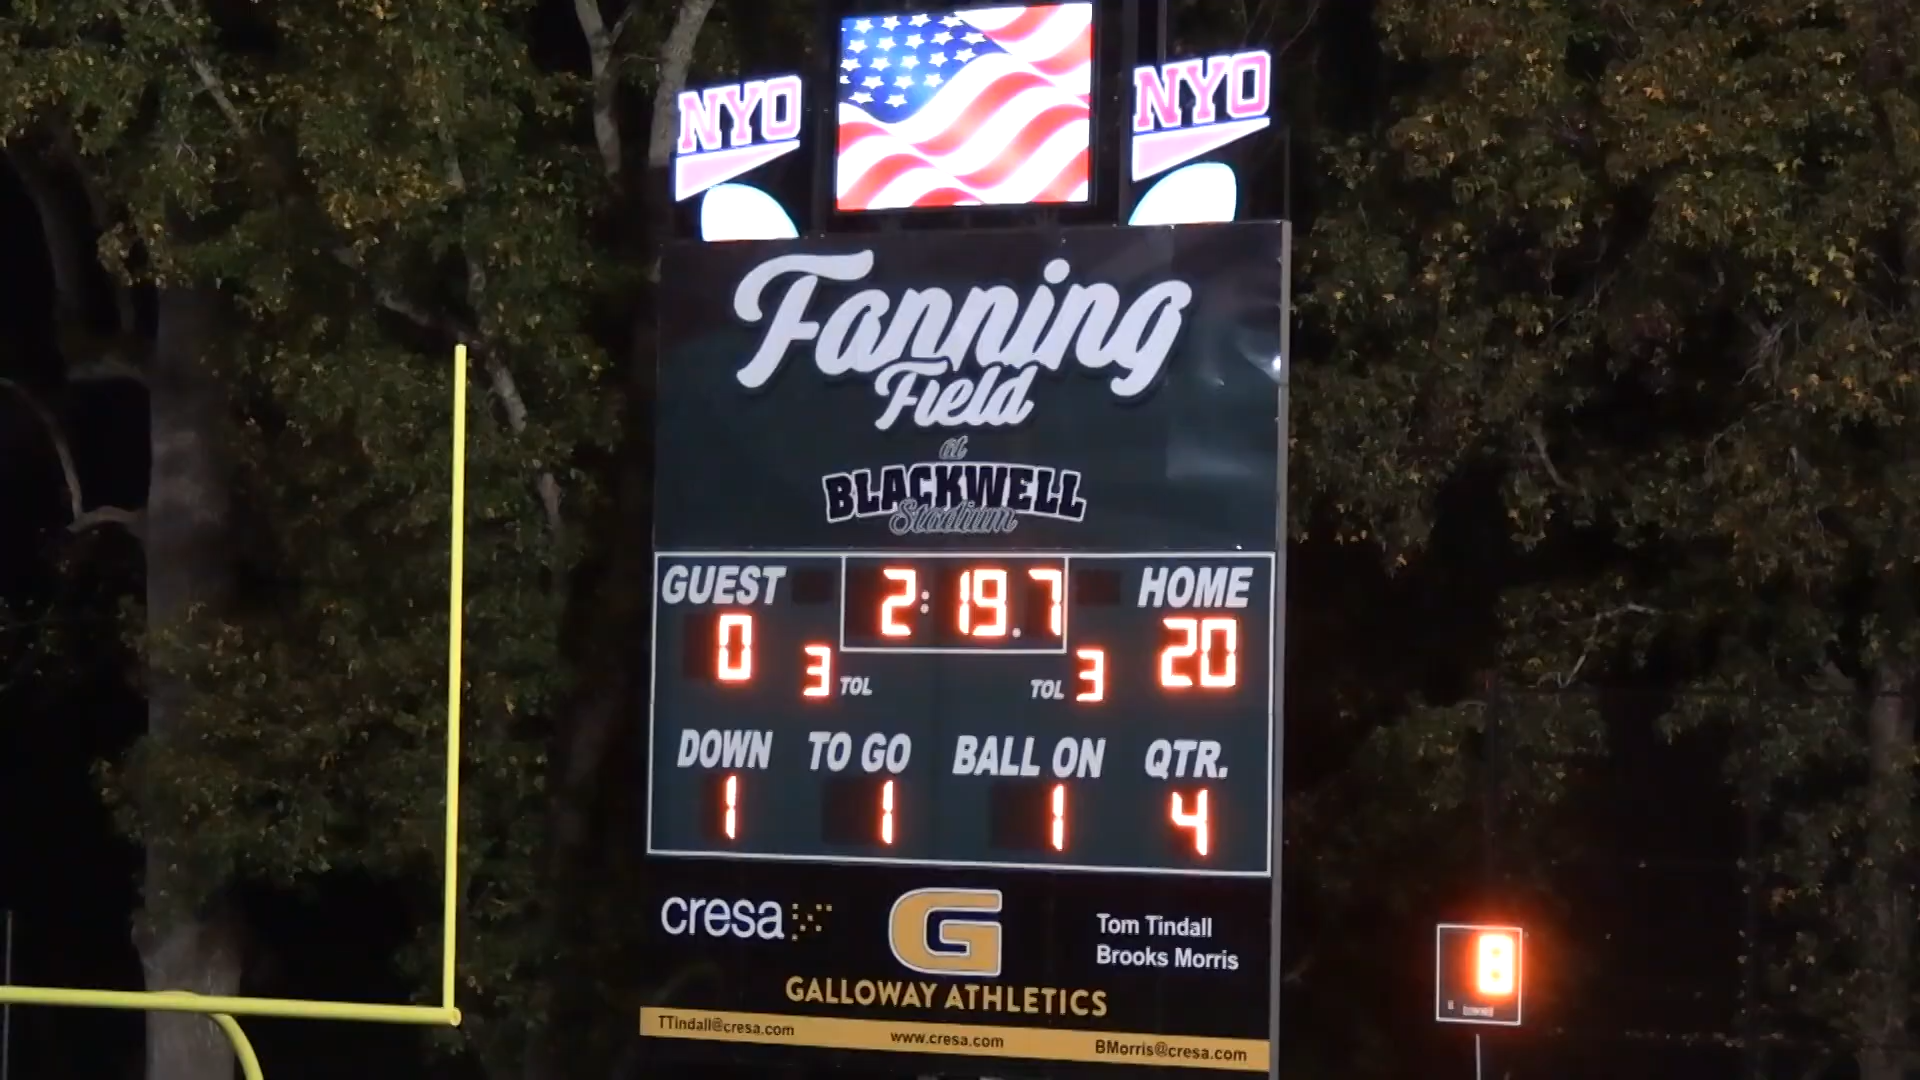 NYO
NYO
Fanning
Field
at
BLACKWELL
Stadium
GUEST 2:19.7 HOME
0 3 TOL TOL 3 20
DOWN TO GO BALL ON QTR.
1 1 1 4
cresa G Tom Tindall
Brooks Morris
GALLOWAY ATHLETICS
TTindall@cresa.com www.cresa.com BMorris@cresa.com
8